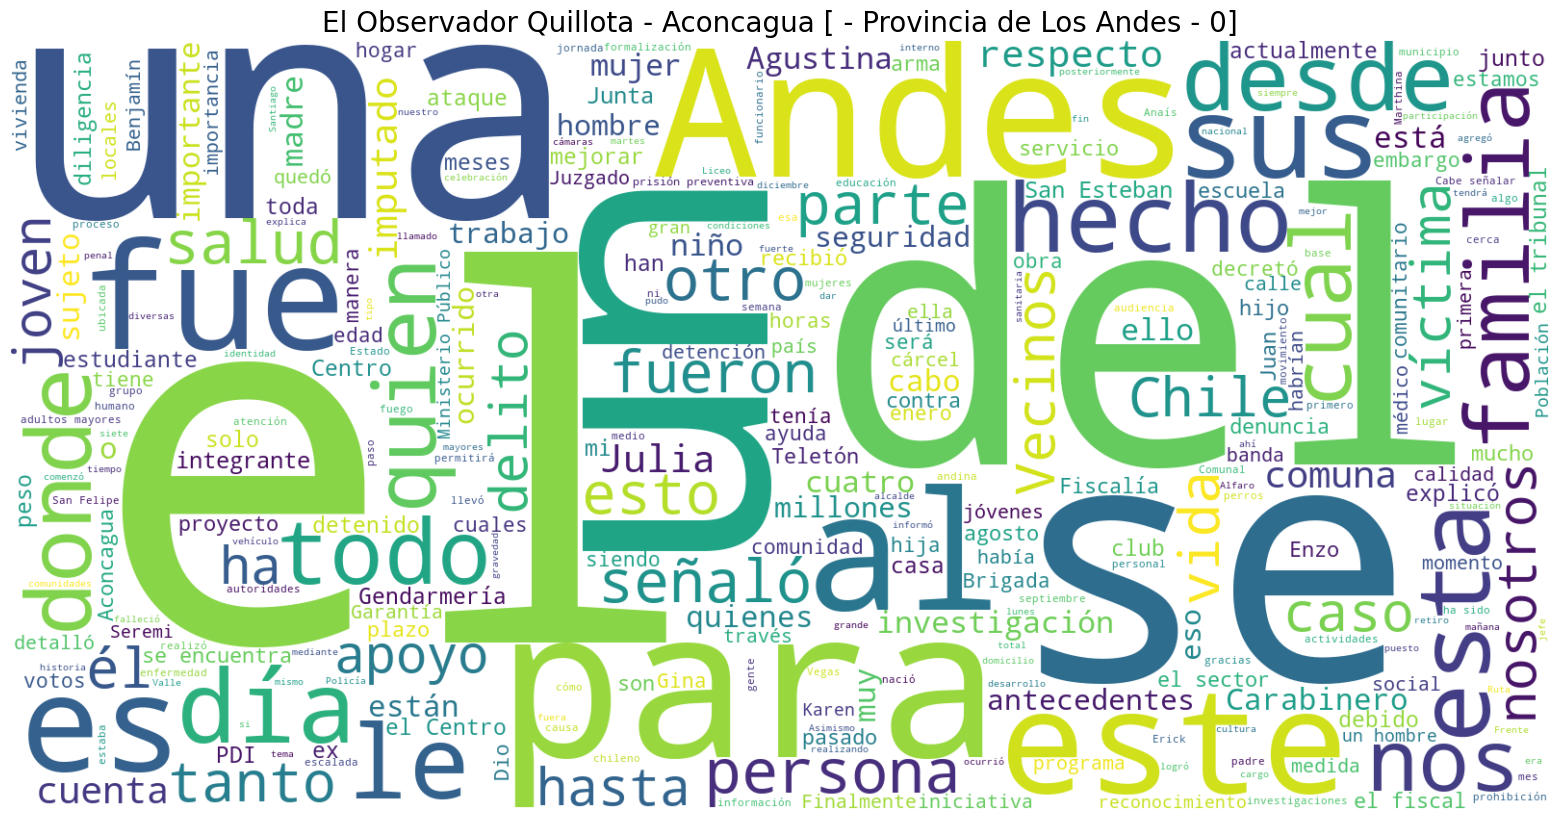 El Observador Quillota - Aconcagua [ - Provincia de Los Andes - 0]
una
Andes
desde
sus
familia
hogar
jornada
formalización
mujer
Junta
hombre
mejorar
Juzgado
Agustina
arma
interno
respecto
posteriormente
actualmente
municipio
junto
estamos
siempre
participación
nacional
está
agregó
embargo
Marthina
Anaís
fin
servicio
funcionario
vivienda
diligencia
locales
Benjamín
importante
importancia
Santiago
madre
quedó
imputado
ataque
nuestro
meses
celebración
cámaras
martes
Liceo
prisión preventiva
diciembre
educación
esa
toda
explica
llamado
trabajo
proceso
salud
joven
sujeto
penal
ubicada
diversas
fue
manera
tipo
edad
estudiante
identidad
Estado
Centro
tiene
grupo
humano
adultos mayores
quien
fuego
Ministerio Público
ocurrido
otra
delito
paso
mayores
permitirá
llevó
el
un
del
se
gran
condiciones
niño
fuerte
recibió
han
otro
ni
pudo
semana
mujeres
dar
parte
seguridad
San Esteban
escuela
hecho
mejor
obra
vecinos
sanitaria
decretó
calle
hijo
base
cual
víctima
Cabe señalar
tendrá
algo
cerca
primera
Población
el tribunal
médico
comunitario
horas
detención
país
fueron
ella
último
será
cárcel
cabo
contra
enero
audiencia
ello
Juan
movimiento
habrían
Chile
primero
denuncia
lugar
ahí
banda
mucho
tenía
ayuda
Teletón
mi
medio
Julia
esto
cuatro
millones
alcalde
andina
informó
jóvenes
agosto
Fiscalía
Comunal
Alfaro
perros
comuna
calidad
situación
explicó
donde
o
siete
tiempo
comenzó
solo
atención
integrante
peso
San Felipe
Aconcagua
proyecto
vehículo
detenido
cuales
gravedad
ha
todo
autoridades
comunidades
falleció
Gendarmería
Garantía
plazo
detalló
Seremi
realizó
se encuentra
mediante
siendo
comunidad
señaló
al
hija
casa
había
Brigada
septiembre
lunes
club
personal
vida
Enzo
momento
esta
nosotros
caso
ha sido
retiro
mañana
jefe
actividades
puesto
eso
quienes
través
grande
investigación
total
gracias
domicilio
desarrollo
el sector
social
historia
votos
él
enfermedad
Valle
mismo
Policía
apoyo
para
cómo
son
Gina
gente
Vegas
nació
muy
Karen
antecedentes
Carabinero
Ruta
Frente
debido
un hombre
es
estaba
día
si
le
están
el Centro
fuera
causa
Asimismo
pasado
realizando
Erick
cultura
este
programa
logró
padre
cargo
medida
nos
era
mes
PDI
tema
ex
escalada
Dio
chileno
cuenta
tanto
hasta
persona
ocurrió
información
Finalmente
iniciativa
reconocimiento
investigaciones
el fiscal
prohibición